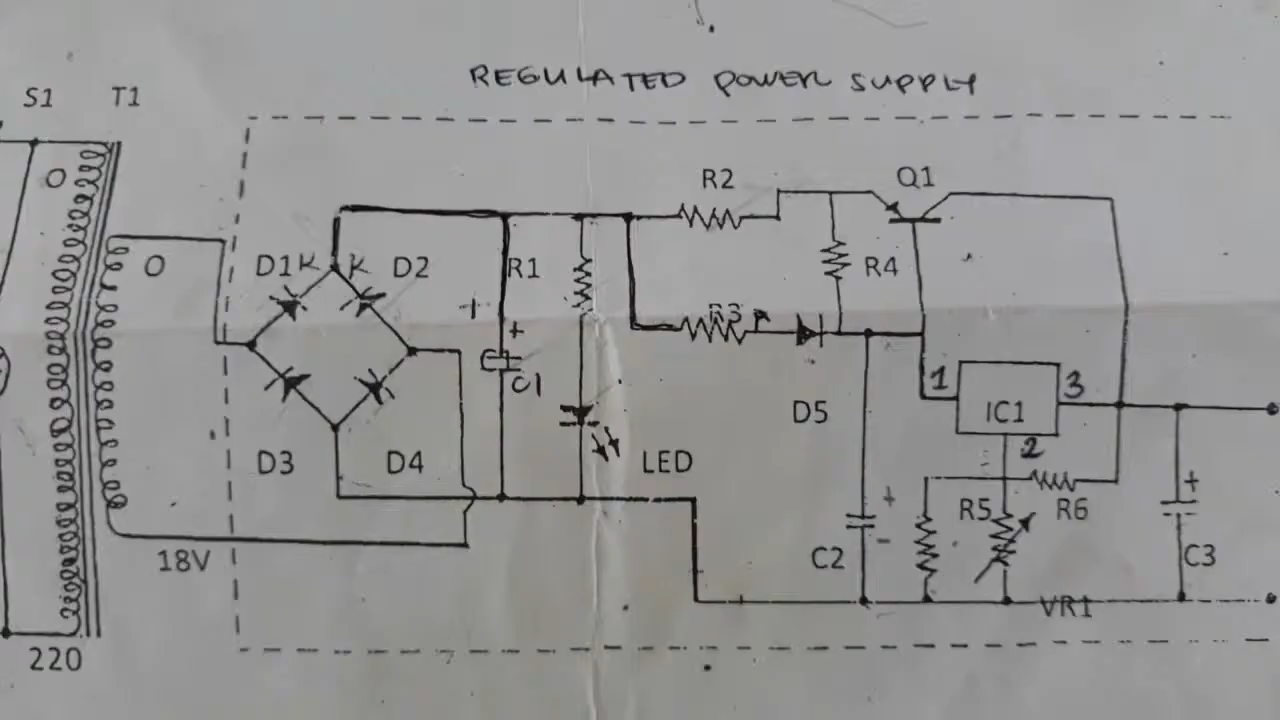 REGULATED POWER SUPPLY
S1 T1
O
O
220
18V
D1 K K D2
D3 D4
+
+
C1
R1
LED
R2
R3
R4
D5
Q1
1 IC1 3
2
R5 R6
+
-
C2
VR1
+
C3